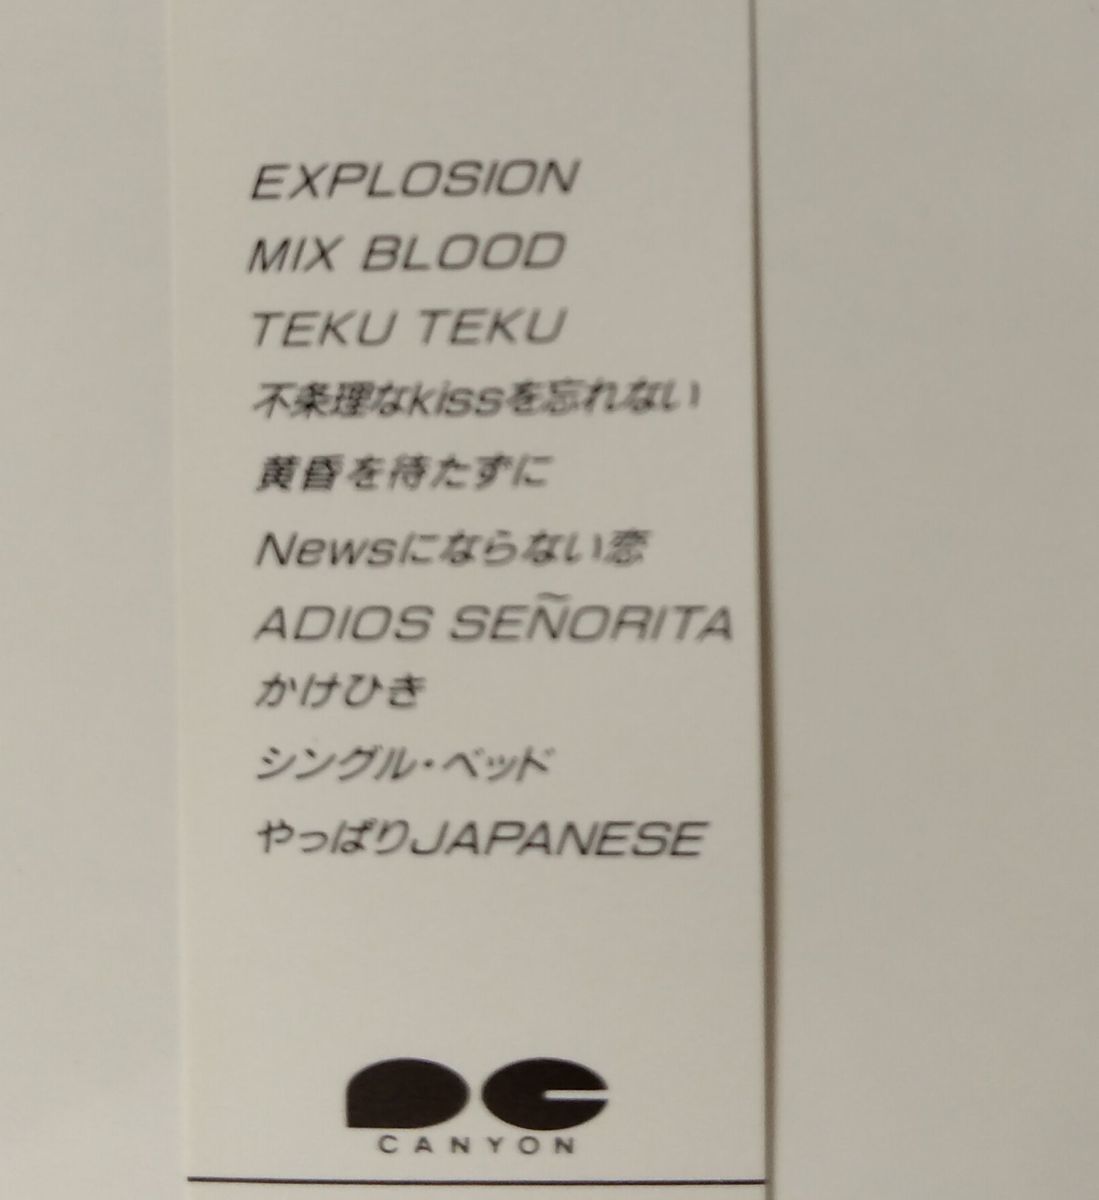 EXPLOSION
MIX BLOOD
TEKU TEKU
不条理なkissを忘れない
黄昏を待たずに
Newsにならない恋
ADIOS SEÑORITA
かけひき
シングル・ベッド
やっぱりJAPANESE
PC
CANYON